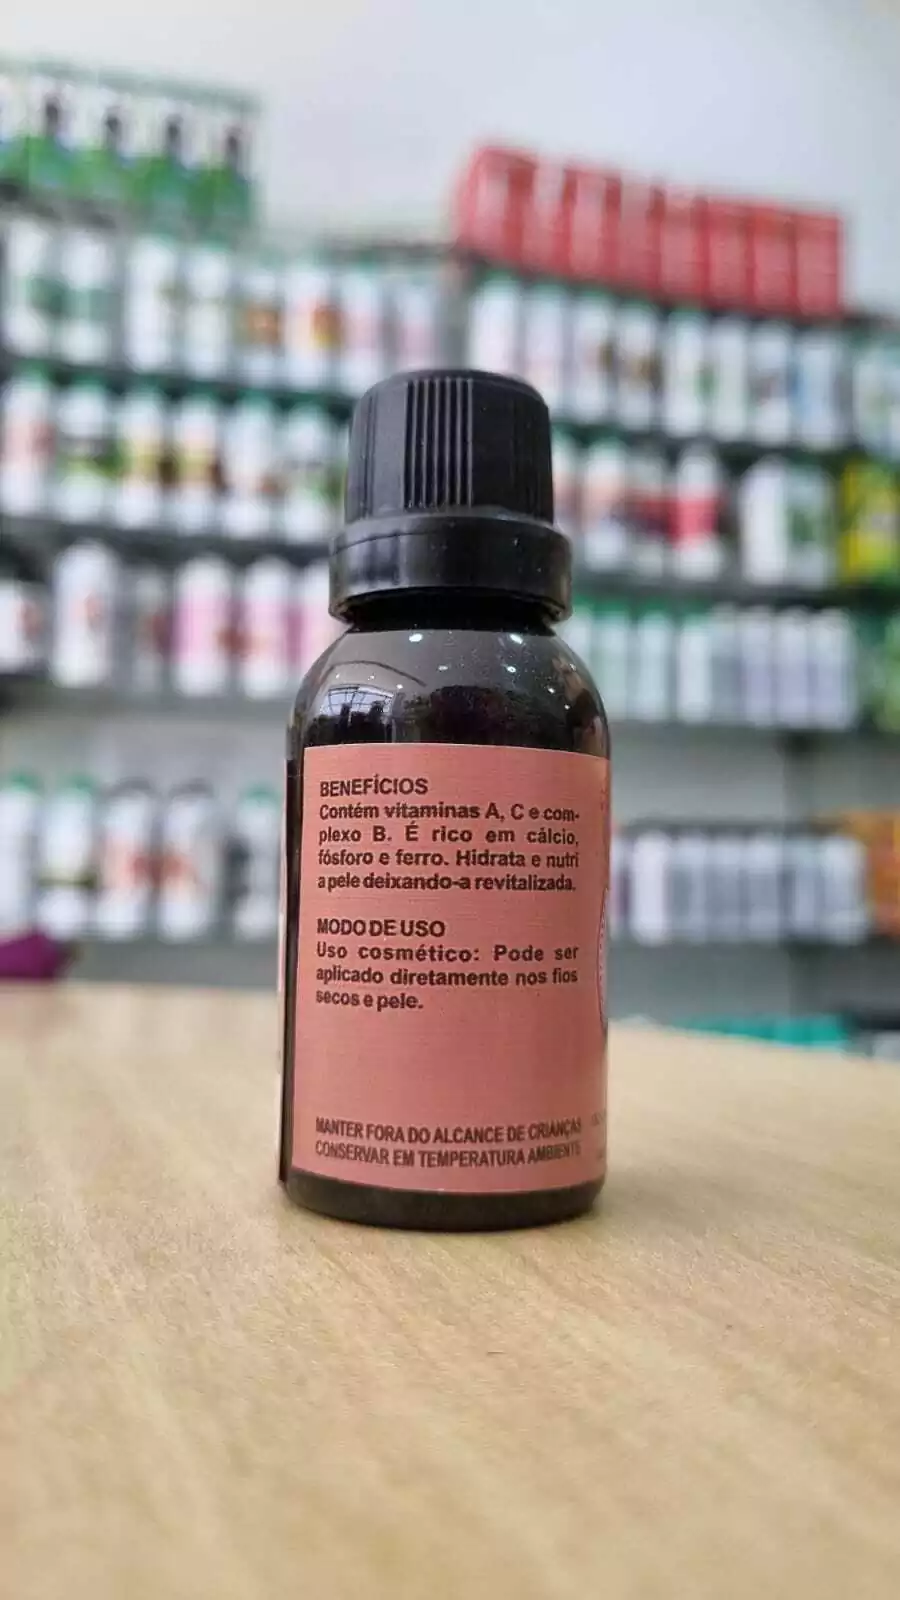 BENEFÍCIOS
Contém vitaminas A, C e com-
plexo B. É rico em cálcio,
fósforo e ferro. Hidrata e nutri
a pele deixando-a revitalizada.
MODO DE USO
Uso cosmético: Pode ser
aplicado diretamente nos fios
secos e pele.
MANTER FORA DO ALCANCE DE CRIANÇAS
CONSERVAR EM TEMPERATURA AMBIENTE